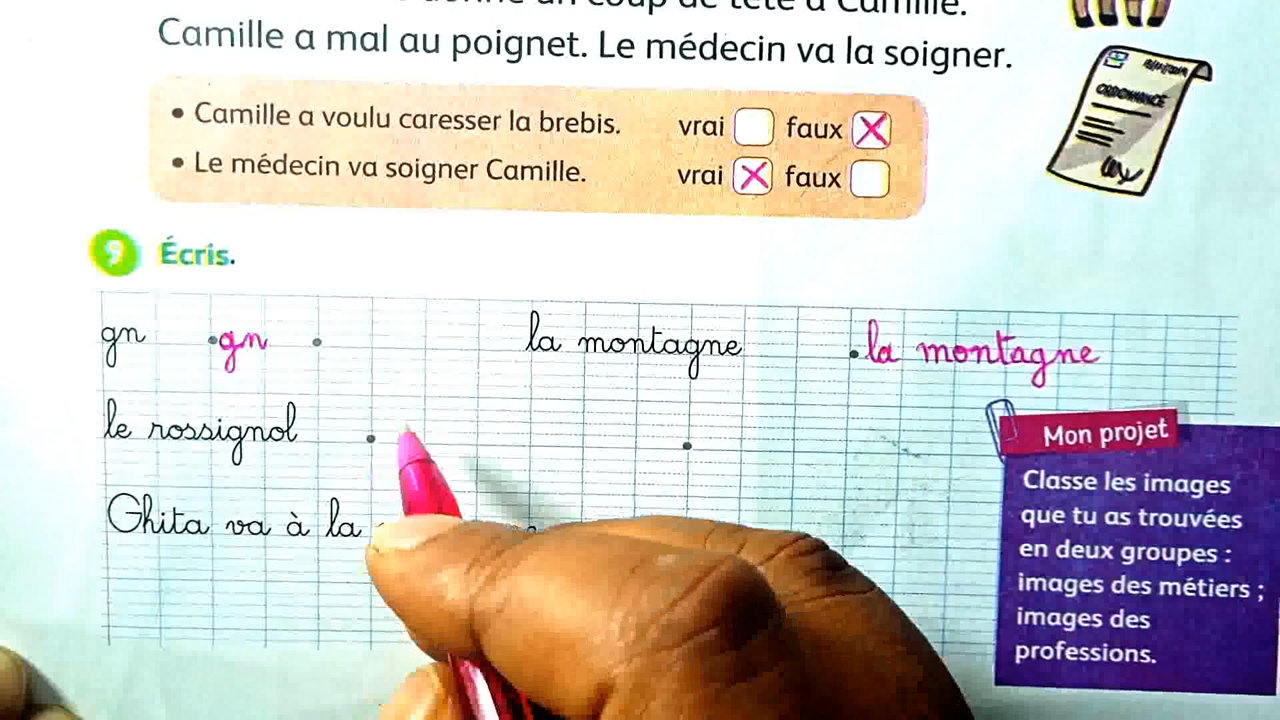 Camille.
Camille a mal au poignet. Le médecin va la soigner.
ORDONNANCE
• Camille a voulu caresser la brebis. vrai faux X
• Le médecin va soigner Camille. vrai X faux
9 Écris.
gn gn la montagne la montagne
le rossignol
Ghita va à la
Mon projet
Classe les images
que tu as trouvées
en deux groupes :
images des métiers ;
images des
professions.